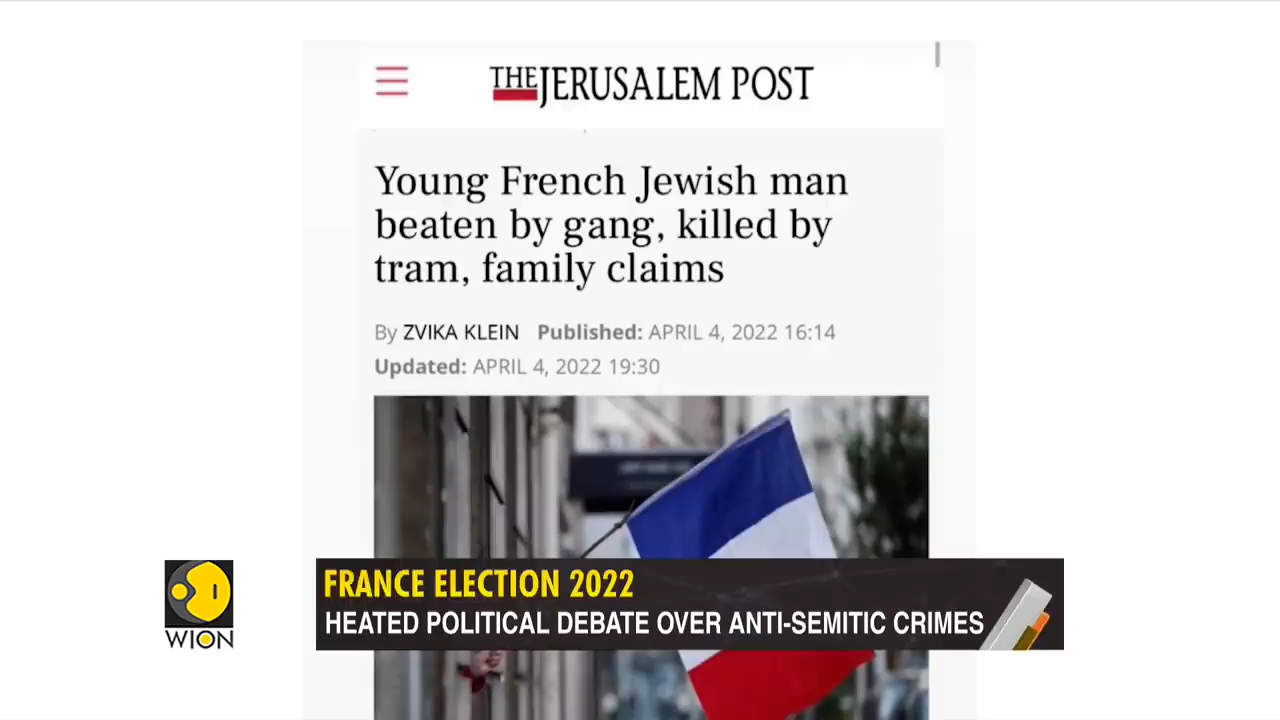 THE JERUSALEM POST
Young French Jewish man
beaten by gang, killed by
tram, family claims
By ZVIKA KLEIN Published: APRIL 4, 2022 16:14
Updated: APRIL 4, 2022 19:30
FRANCE ELECTION 2022
HEATED POLITICAL DEBATE OVER ANTI-SEMITIC CRIMES
WION